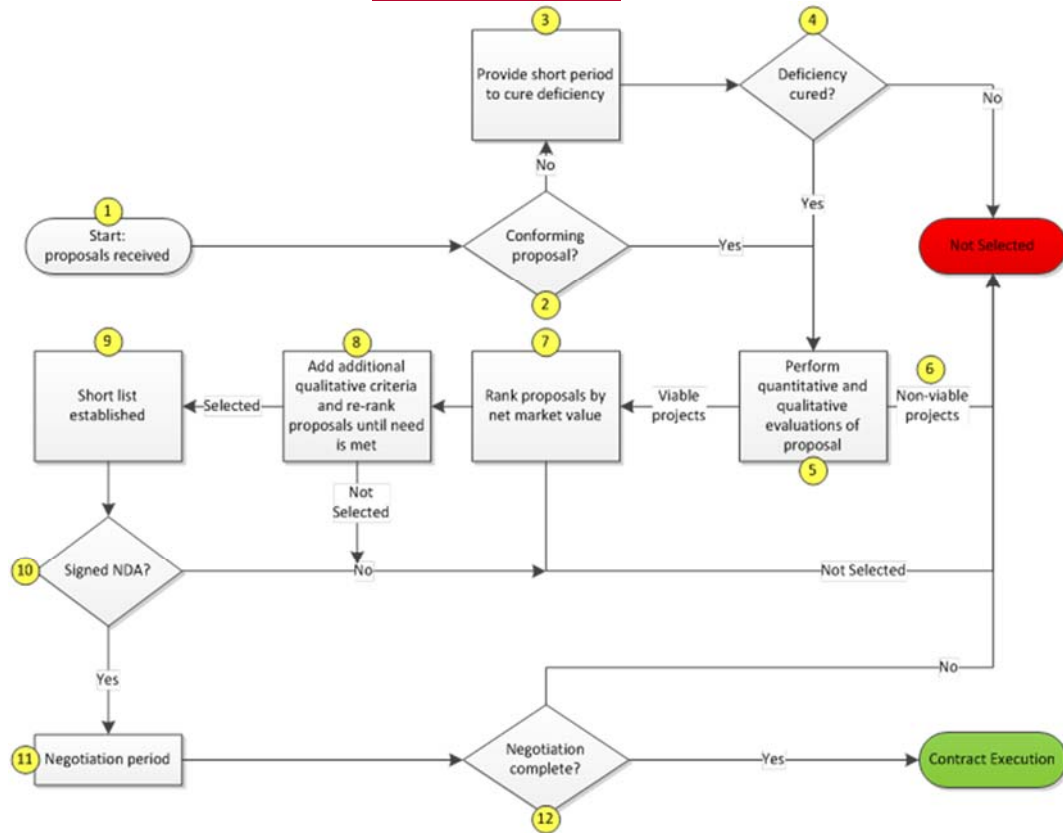 3
4
Provide short period
to cure deficiency
Deficiency
cured?
No
No
Yes
1
Start:
proposals received
Conforming
proposal?
Yes
Not Selected
2
9
8
7
6
Short list
established
Selected
Add additional
qualitative criteria
and re-rank
proposals until need
is met
Rank proposals by
net market value
Viable
projects
Perform
quantitative and
qualitative
evaluations of
proposal
Non-viable
projects
5
Not
Selected
10
Signed NDA?
No
Not Selected
Yes
No
11
Negotiation period
Negotiation
complete?
Yes
Contract Execution
12